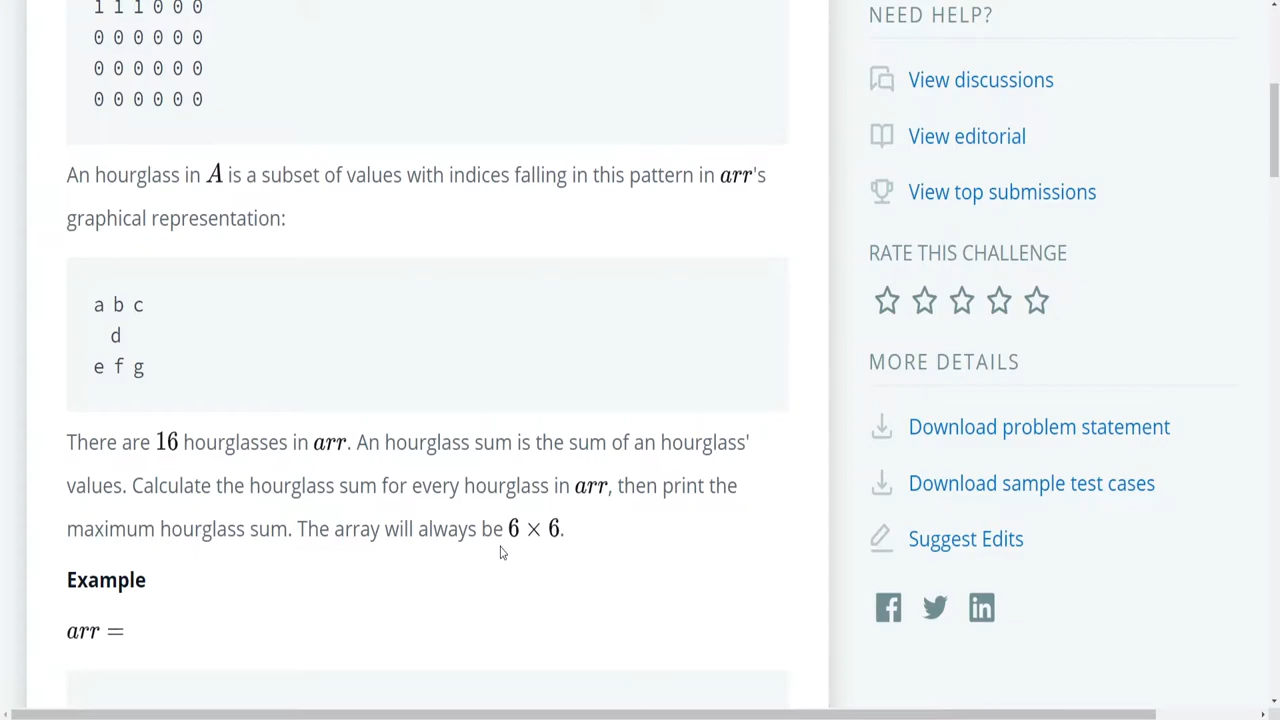 1 1 1 0 0 0
0 0 0 0 0 0
0 0 0 0 0 0
0 0 0 0 0 0
An hourglass in A is a subset of values with indices falling in this pattern in arr's
graphical representation:
a b c
d
e f g
There are 16 hourglasses in arr. An hourglass sum is the sum of an hourglass'
values. Calculate the hourglass sum for every hourglass in arr, then print the
maximum hourglass sum. The array will always be 6 × 6.
Example
arr =
NEED HELP?
View discussions
View editorial
View top submissions
RATE THIS CHALLENGE
MORE DETAILS
Download problem statement
Download sample test cases
Suggest Edits